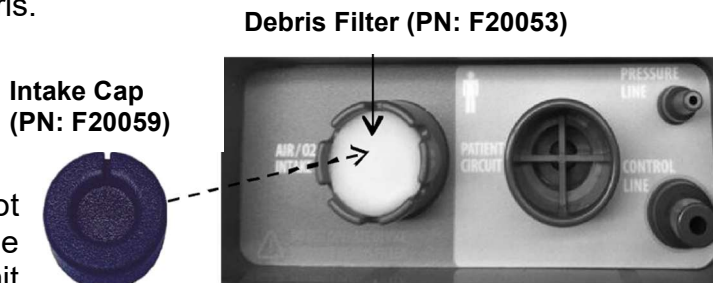 ris.
Debris Filter (PN: F20053)
Intake Cap
(PN: F20059)
ot
e
it
AIR/O2
INTAKE
PATIENT
CIRCUIT
PRESSURE
LINE
CONTROL
LINE